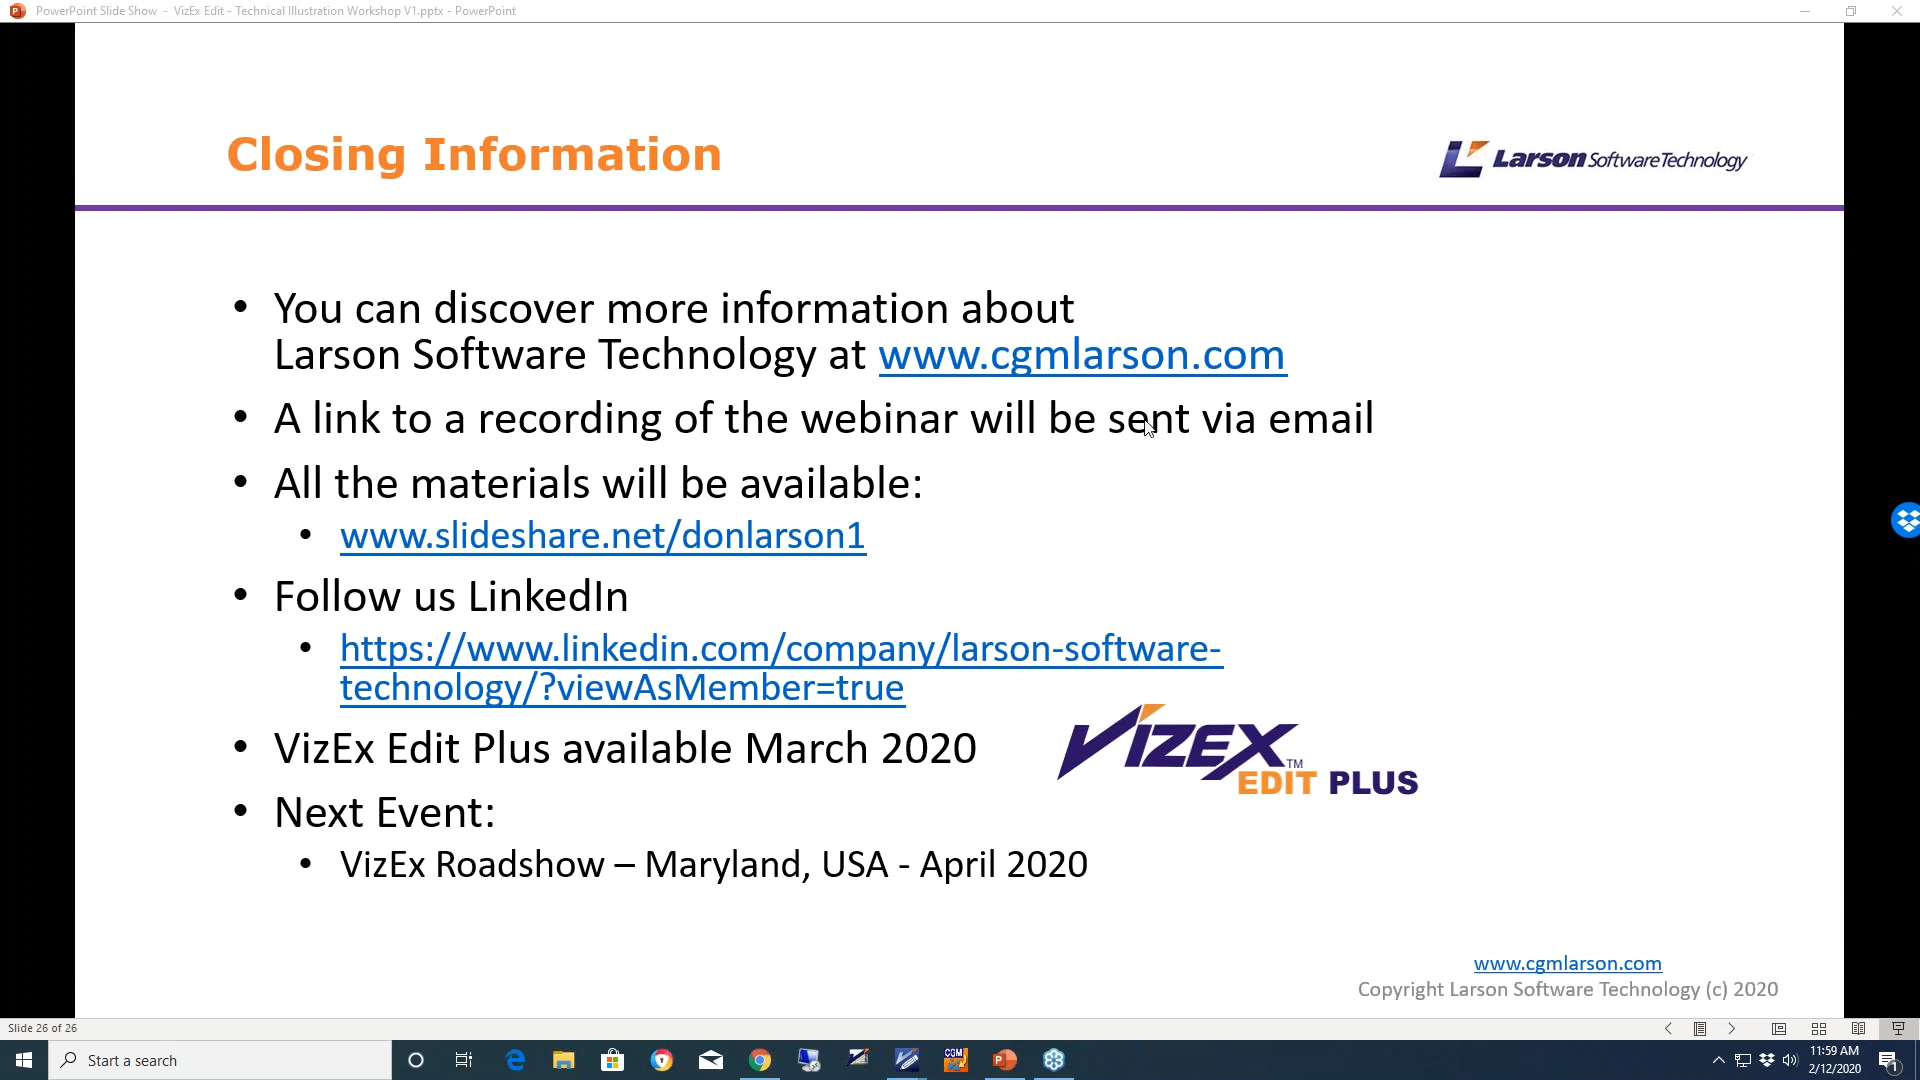 PowerPoint Slide Show - VizEx Edit - Technical Illustration Workshop V1.pptx - PowerPoint
Closing Information
Larson Software Technology
• You can discover more information about
Larson Software Technology at www.cgmlarson.com
• A link to a recording of the webinar will be sent via email
• All the materials will be available:
• www.slideshare.net/donlarson1
• Follow us LinkedIn
• https://www.linkedin.com/company/larson-software-
technology/?viewAsMember=true
• VizEx Edit Plus available March 2020
VIZEX™
EDIT PLUS
• Next Event:
• VizEx Roadshow – Maryland, USA - April 2020
www.cgmlarson.com
Copyright Larson Software Technology (c) 2020
Slide 26 of 26
Start a search
CGM
11:59 AM
2/12/2020
1